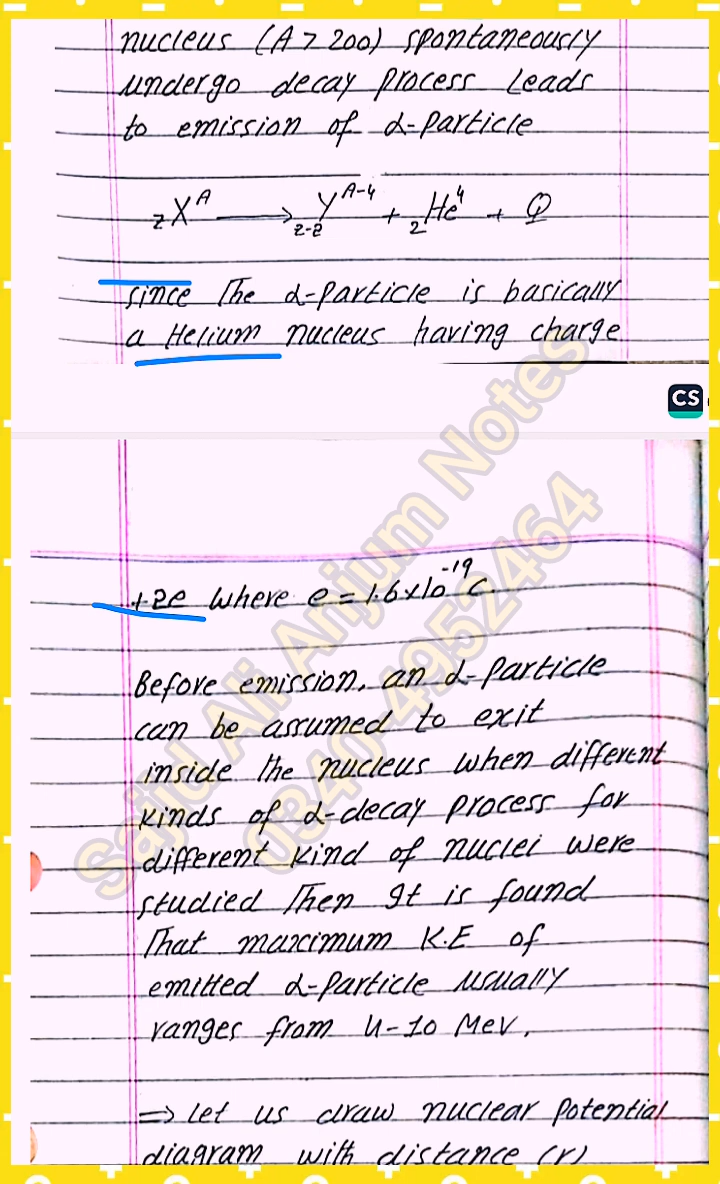 nucleus (A > 200) spontaneously
undergo decay process Leads
to emission of α-particle
zX^A ⟶ z-2Y^A-4 + 2He^4 + Q
since The α-particle is basically
a Helium nucleus having charge
CS
+2e where e = 1.6×10^-19 C.
Before emission, an α-particle
can be assumed to exit
inside the nucleus when different
kinds of α-decay process for
different kind of nuclei were
studied Then It is found
That maximum K.E of
emitted α-particle usually
ranges from 4-10 Mev.
⇒ let us draw nuclear potential
diagram with distance (r)
Sajid Ali Anjum Notes
0340-4952464